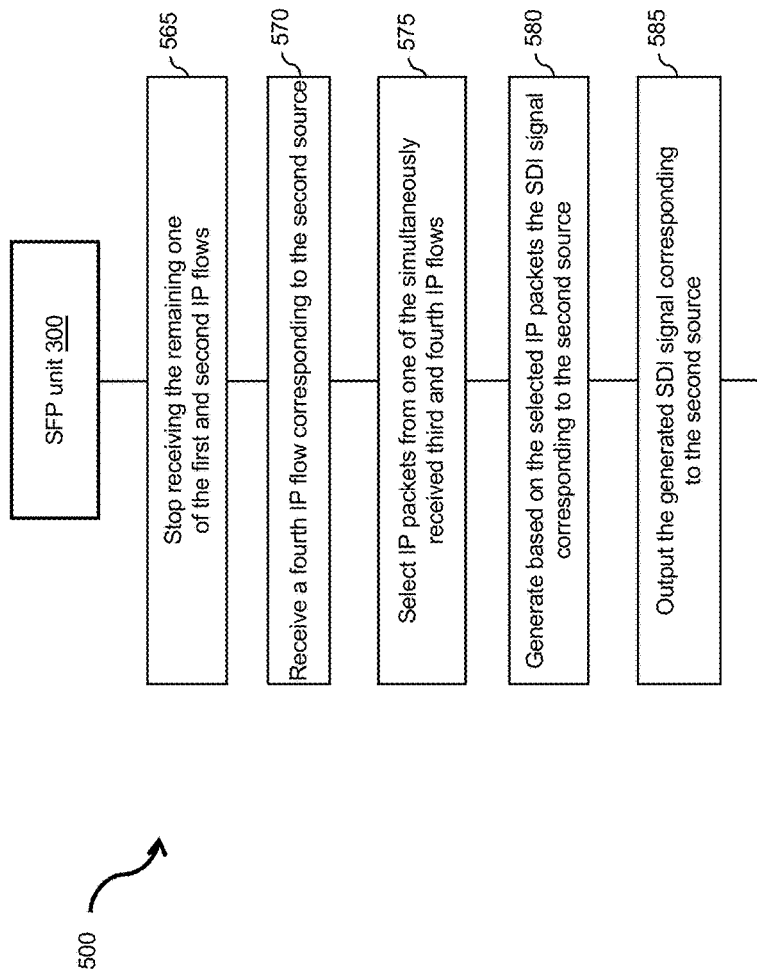 500
SFP unit 300
Stop receiving the remaining one
of the first and second IP flows
565
Receive a fourth IP flow corresponding to the second source
570
Select IP packets from one of the simultaneously
received third and fourth IP flows
575
Generate based on the selected IP packets the SDI signal
corresponding to the second source
580
Output the generated SDI signal corresponding
to the second source
585